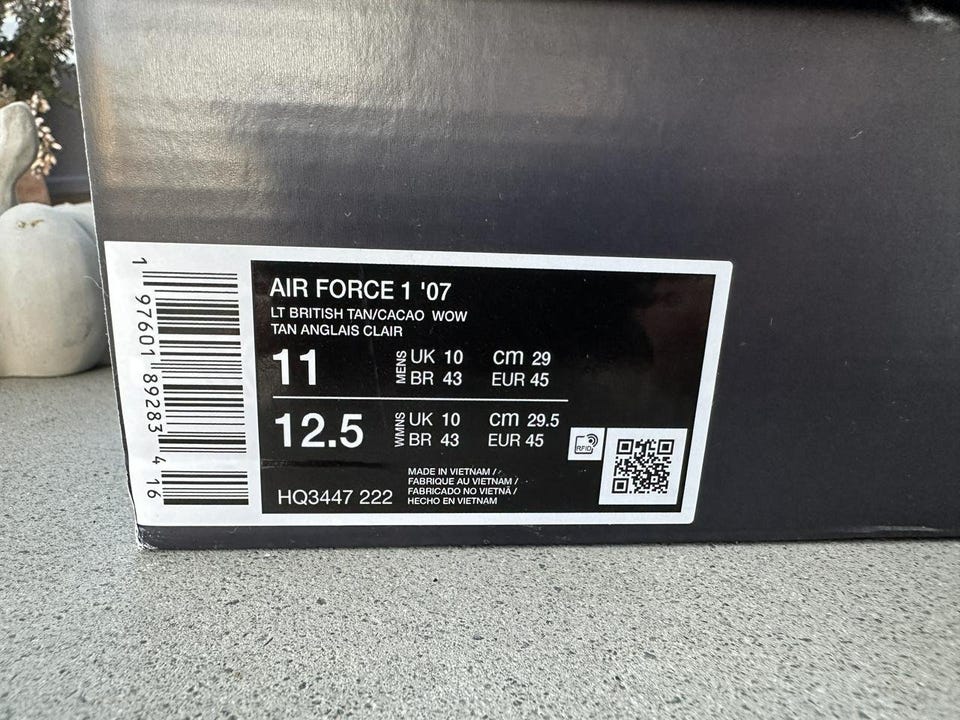 1 97601 89283 4 16
AIR FORCE 1 '07
LT BRITISH TAN/CACAO WOW
TAN ANGLAIS CLAIR
11 MENS UK 10 cm 29
BR 43 EUR 45
12.5 WMNS UK 10 cm 29.5
BR 43 EUR 45
RFID
MADE IN VIETNAM /
FABRIQUE AU VIETNAM /
FABRICADO NO VIETNÃ /
HECHO EN VIETNAM
HQ3447 222